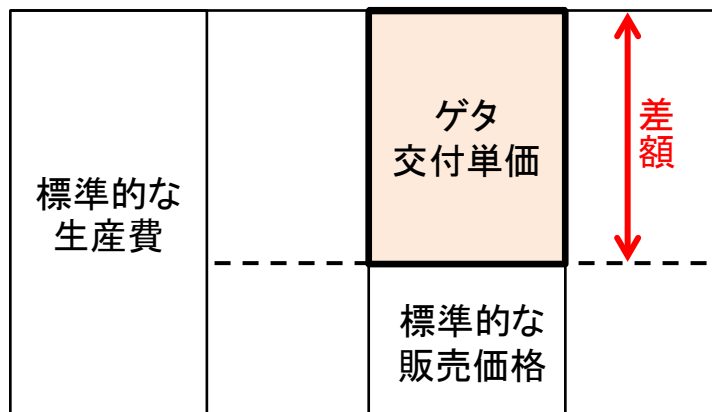 標準的な
生産費
ゲタ
交付単価
標準的な
販売価格
差額